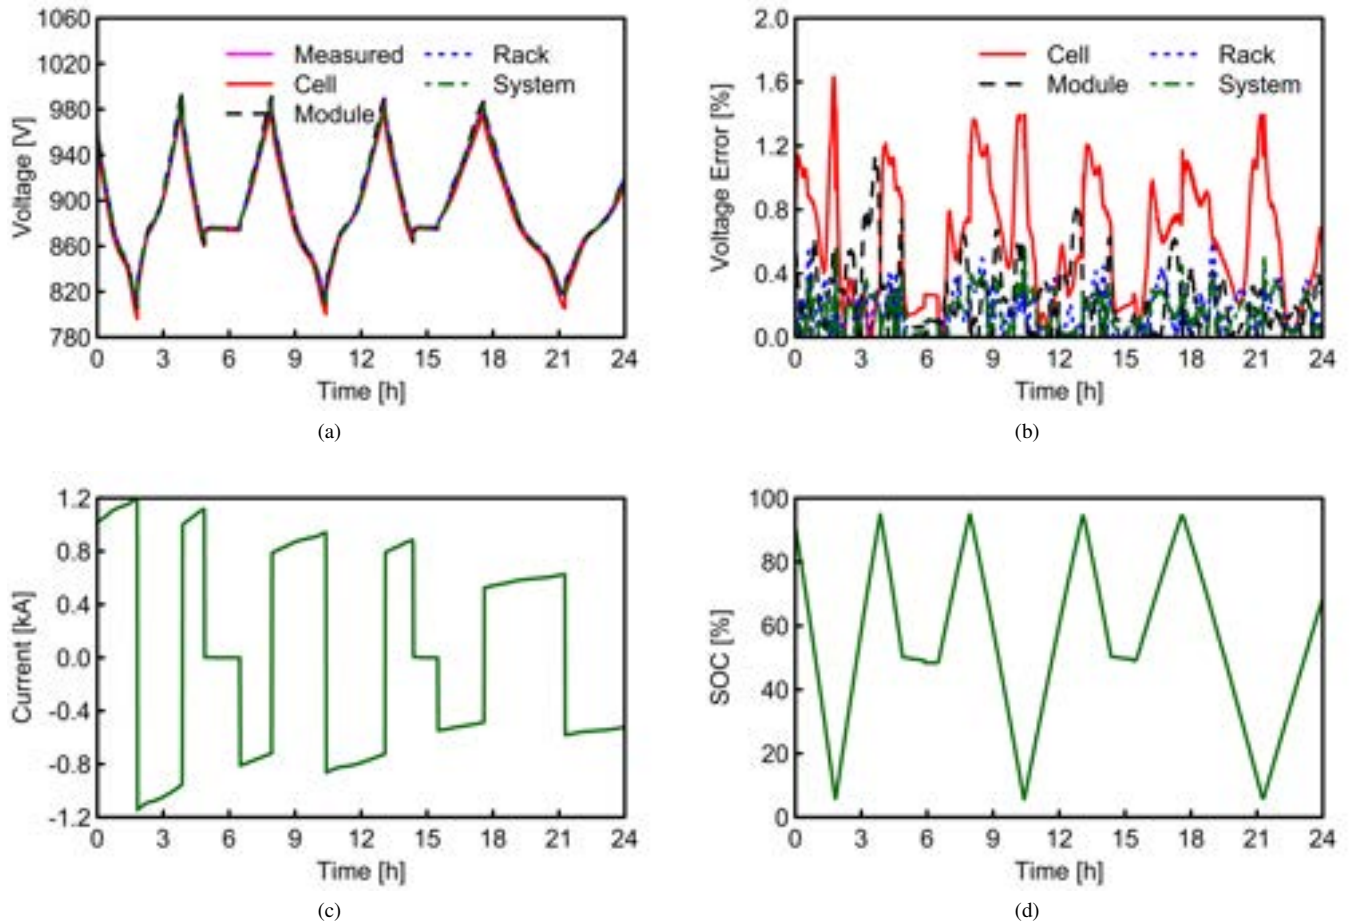 1060
1020
980
940
900
860
820
780
Voltage [V]
Measured
Cell
Module
Rack
System
0 3 6 9 12 15 18 21 24
Time [h]
(a)
2.0
1.6
1.2
0.8
0.4
0.0
Voltage Error [%]
Cell
Module
Rack
System
0 3 6 9 12 15 18 21 24
Time [h]
(b)
1.2
0.8
0.4
0.0
-0.4
-0.8
-1.2
Current [kA]
0 3 6 9 12 15 18 21 24
Time [h]
(c)
100
80
60
40
20
0
SOC [%]
0 3 6 9 12 15 18 21 24
Time [h]
(d)